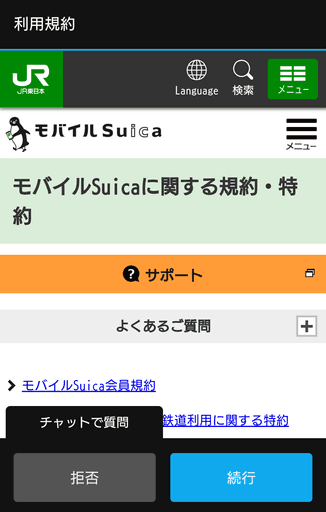 利用規約
JR
JR東日本
Language
検索
メニュー
モバイルSuica
メニュー
モバイルSuicaに関する規約・特
約
サポート
よくあるご質問
モバイルSuica会員規約
チャットで質問
鉄道利用に関する特約
拒否
続行